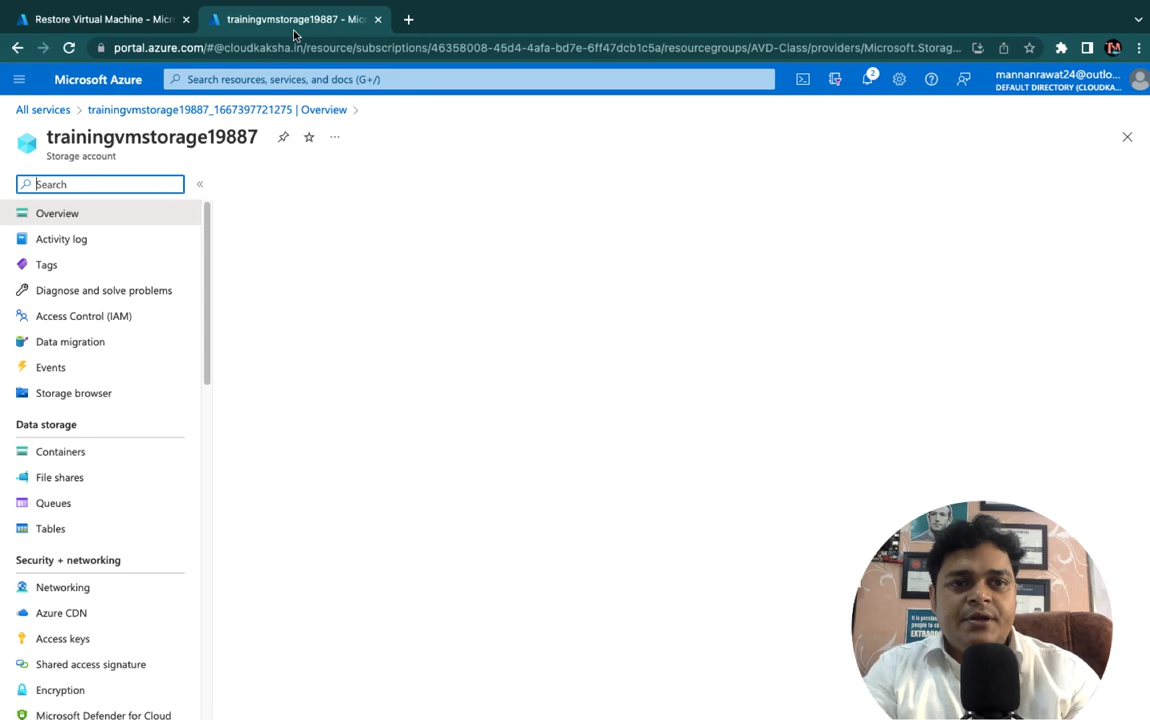 Restore Virtual Machine - Micr
trainingvmstorage19887 - Micr
portal.azure.com/#@cloudkaksha.in/resource/subscriptions/46358008-45d4-4afa-bd7e-6ff47dcb1c5a/resourcegroups/AVD-Class/providers/Microsoft.Storag...
Microsoft Azure
Search resources, services, and docs (G+/)
2
mannanrawat24@outlo...
DEFAULT DIRECTORY (CLOUDKA...
All services > trainingvmstorage19887_1667397721275 | Overview >
trainingvmstorage19887
Storage account
Search
Overview
Activity log
Tags
Diagnose and solve problems
Access Control (IAM)
Data migration
Events
Storage browser
Data storage
Containers
File shares
Queues
Tables
Security + networking
Networking
Azure CDN
Access keys
Shared access signature
Encryption
Microsoft Defender for Cloud